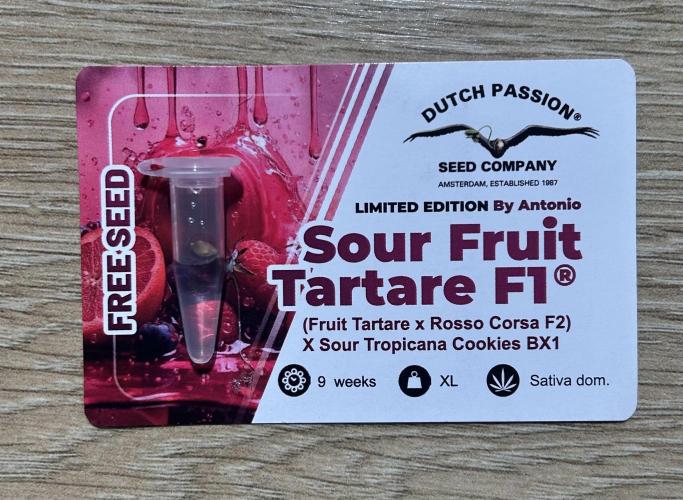 DUTCH PASSION®
SEED COMPANY
AMSTERDAM, ESTABLISHED 1987
LIMITED EDITION By Antonio
Sour Fruit
Tartare F1®
(Fruit Tartare x Rosso Corsa F2)
X Sour Tropicana Cookies BX1
9 weeks
XL
Sativa dom.
FREE SEED